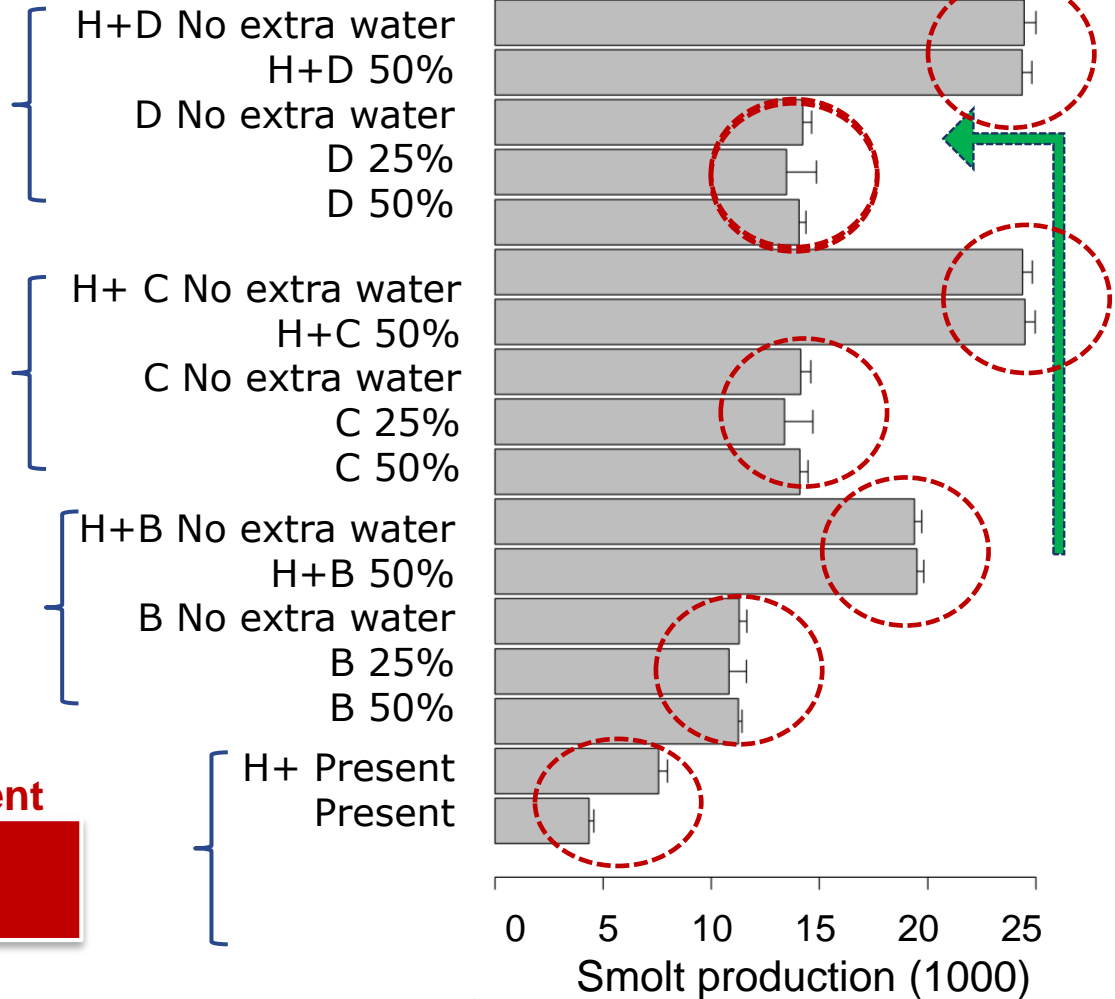 H+D No extra water
H+D 50%
D No extra water
D 25%
D 50%
H+ C No extra water
H+C 50%
C No extra water
C 25%
C 50%
H+B No extra water
H+B 50%
B No extra water
B 25%
B 50%
H+ Present
Present
0 5 10 15 20 25
Smolt production (1000)